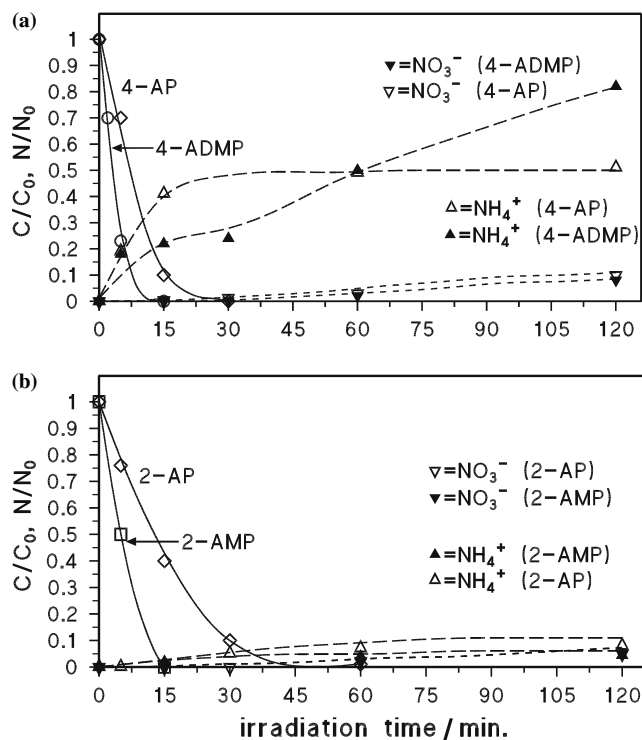 (a)
C/C₀, N/N₀
1
0.9
0.8
0.7
0.6
0.5
0.4
0.3
0.2
0.1
0
4-AP
4-ADMP
▼=NO₃⁻ (4-ADMP)
▽=NO₃⁻ (4-AP)
△=NH₄⁺ (4-AP)
▲=NH₄⁺ (4-ADMP)
0 15 30 45 60 75 90 105 120
(b)
C/C₀, N/N₀
1
0.9
0.8
0.7
0.6
0.5
0.4
0.3
0.2
0.1
0
2-AP
2-AMP
▽=NO₃⁻ (2-AP)
▼=NO₃⁻ (2-AMP)
▲=NH₄⁺ (2-AMP)
△=NH₄⁺ (2-AP)
0 15 30 45 60 75 90 105 120
irradiation time/min.